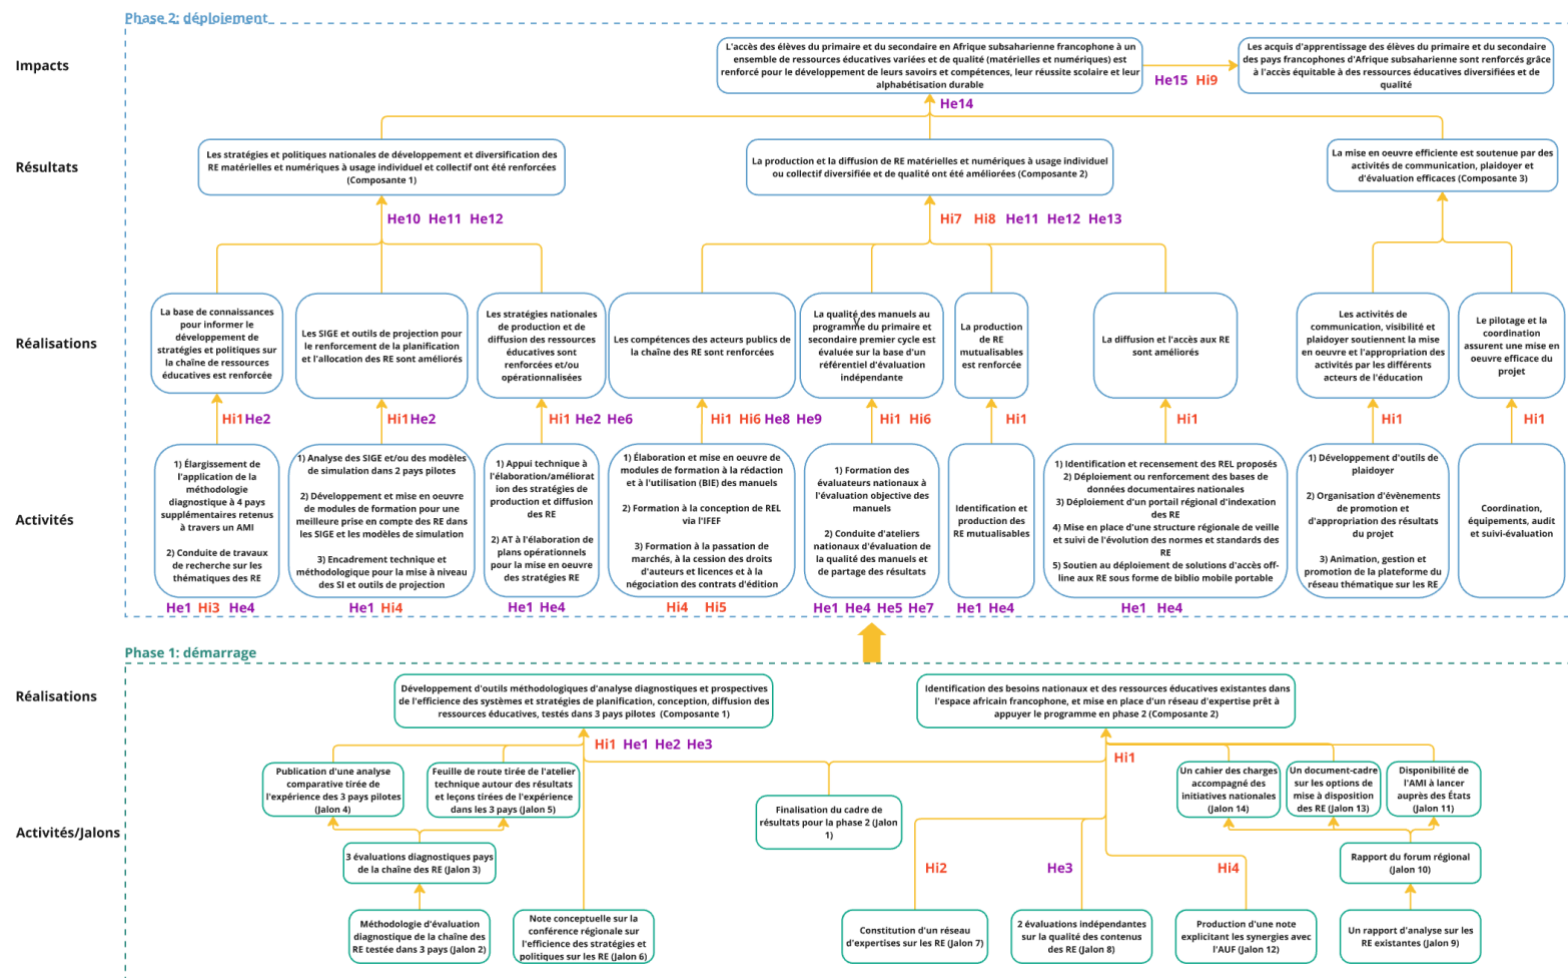 Phase 2: déploiement
Impacts
L'accès des élèves du primaire et du secondaire en Afrique subsaharienne francophone à un
ensemble de ressources éducatives variées et de qualité (matérielles et numériques) est
renforcé pour le développement de leurs savoirs et compétences, leur réussite scolaire et leur
alphabétisation durable
He15 Hi9
Les acquis d'apprentissage des élèves du primaire et du secondaire
des pays francophones d'Afrique subsaharienne sont renforcés grâce
à l'accès équitable à des ressources éducatives diversifiées et de
qualité
He14
Résultats
Les stratégies et politiques nationales de développement et diversification des
RE matérielles et numériques à usage individuel et collectif ont été renforcées
(Composante 1)
La production et la diffusion de RE matérielles et numériques à usage individuel
ou collectif diversifiée et de qualité ont été améliorées (Composante 2)
La mise en oeuvre efficiente est soutenue par des
activités de communication, plaidoyer et
d'évaluation efficaces (Composante 3)
He10 He11 He12
Hi7 Hi8 He11 He12 He13
Réalisations
La base de connaissances
pour informer le
développement de
stratégies et politiques sur
la chaîne de ressources
éducatives est renforcée
Les SIGE et outils de projection pour
le renforcement de la planification
et l'allocation des RE sont améliorés
Les stratégies nationales
de production et de
diffusion des ressources
éducatives sont
renforcées et/ou
opérationnalisées
Les compétences des acteurs publics de
la chaîne des RE sont renforcées
La qualité des manuels au
programme du primaire et
secondaire premier cycle est
évaluée sur la base d'un
référentiel d'évaluation
indépendante
La production
de RE
mutualisables
est renforcée
La diffusion et l'accès aux RE
sont améliorés
Les activités de
communication, visibilité et
plaidoyer soutiennent la mise
en oeuvre et l'appropriation des
activités par les différents
acteurs de l'éducation
Le pilotage et la
coordination
assurent une mise en
oeuvre efficace du
projet
Hi1 He2
Hi1 He2
Hi1 He2 He6
Hi1 Hi6 He8 He9
Hi1 Hi6
Hi1
Hi1
Hi1
Hi1
Activités
1) Élargissement de
l'application de la
méthodologie
diagnostique à 4 pays
supplémentaires retenus
à travers un AMI
2) Conduite de travaux
de recherche sur les
thématiques des RE
1) Analyse des SIGE et/ou des modèles
de simulation dans 2 pays pilotes
2) Développement et mise en oeuvre
de modules de formation pour une
meilleure prise en compte des RE dans
les SIGE et les modèles de simulation
3) Encadrement technique et
méthodologique pour la mise à niveau
des SI et outils de projection
1) Appui technique à
l'élaboration/améliorat
ion des stratégies de
production et diffusion
des RE
2) AT à l'élaboration de
plans opérationnels
pour la mise en oeuvre
des stratégies RE
1) Élaboration et mise en oeuvre de
modules de formation à la rédaction
et à l'utilisation (BIE) des manuels
2) Formation à la conception de REL
via l'IFEF
3) Formation à la passation de
marchés, à la cession des droits
d'auteurs et licences et à la
négociation des contrats d'édition
1) Formation des
évaluateurs nationaux à
l'évaluation objective des
manuels
2) Conduite d'ateliers
nationaux d'évaluation de
la qualité des manuels et
de partage des résultats
Identification et
production des
RE mutualisables
1) Identification et recensement des REL proposés
2) Déploiement ou renforcement des bases de
données documentaires nationales
3) Déploiement d'un portail régional d'indexation
des RE
4) Mise en place d'une structure régionale de veille
et suivi de l'évolution des normes et standards des
RE
5) Soutien au déploiement de solutions d'accès off-
line aux RE sous forme de biblio mobile portable
1) Développement d'outils de
plaidoyer
2) Organisation d'évènements
de promotion et
d'appropriation des résultats
du projet
3) Animation, gestion et
promotion de la plateforme du
réseau thématique sur les RE
Coordination,
équipements, audit
et suivi-évaluation
He1 Hi3 He4
He1 Hi4
He1 He4
Hi4 Hi5
He1 He4 He5 He7
He1 He4
He1 He4
Phase 1: démarrage
Réalisations
Développement d'outils méthodologiques d'analyse diagnostiques et prospectives
de l'efficience des systèmes et stratégies de planification, conception, diffusion des
ressources éducatives, testés dans 3 pays pilotes (Composante 1)
Identification des besoins nationaux et des ressources éducatives existantes dans
l'espace africain francophone, et mise en place d'un réseau d'expertise prêt à
appuyer le programme en phase 2 (Composante 2)
Hi1 He1 He2 He3
Hi1
Activités/Jalons
Publication d'une analyse
comparative tirée de
l'expérience des 3 pays pilotes
(Jalon 4)
Feuille de route tirée de l'atelier
technique autour des résultats
et leçons tirées de l'expérience
dans les 3 pays (Jalon 5)
Finalisation du cadre de
résultats pour la phase 2 (Jalon
1)
Un cahier des charges
accompagné des
initiatives nationales
(Jalon 14)
Un document-cadre
sur les options de
mise à disposition
des RE (Jalon 13)
Disponibilité de
l'AMI à lancer
auprès des États
(Jalon 11)
3 évaluations diagnostiques pays
de la chaîne des RE (Jalon 3)
Rapport du forum régional
(Jalon 10)
Hi2
He3
Hi4
Méthodologie d'évaluation
diagnostique de la chaîne des
RE testée dans 3 pays (Jalon 2)
Note conceptuelle sur la
conférence régionale sur
l'efficience des stratégies et
politiques sur les RE (Jalon 6)
Constitution d'un réseau
d'expertises sur les RE (Jalon 7)
2 évaluations indépendantes
sur la qualité des contenus
des RE (Jalon 8)
Production d'une note
explicitant les synergies avec
l'AUF (Jalon 12)
Un rapport d'analyse sur les
RE existantes (Jalon 9)